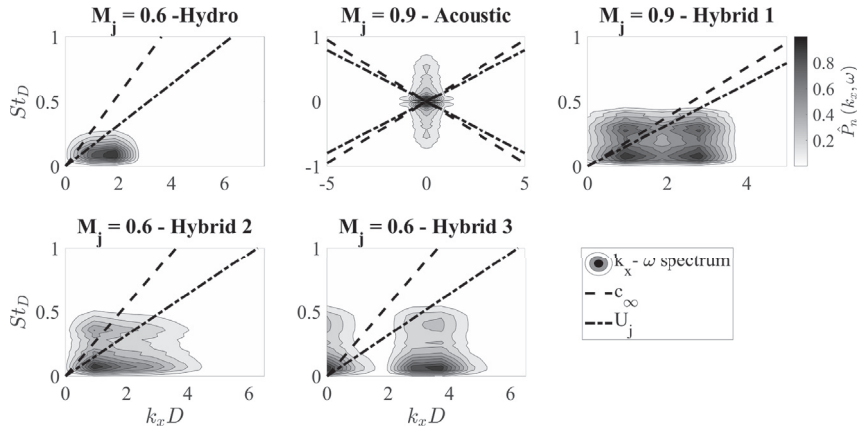 M_j = 0.6 -Hydro
M_j = 0.9 - Acoustic
M_j = 0.9 - Hybrid 1
St_D
1
0.5
0
0 2 4 6
1
0
-1
-5 0 5
1
0.5
0
0 2 4
0.8
0.6
0.4
0.2
P̂_n(k_x, ω)
M_j = 0.6 - Hybrid 2
M_j = 0.6 - Hybrid 3
St_D
1
0.5
0
0 2 4 6
k_xD
1
0.5
0
0 2 4 6
k_xD
k_x- ω spectrum
c_∞
U_j